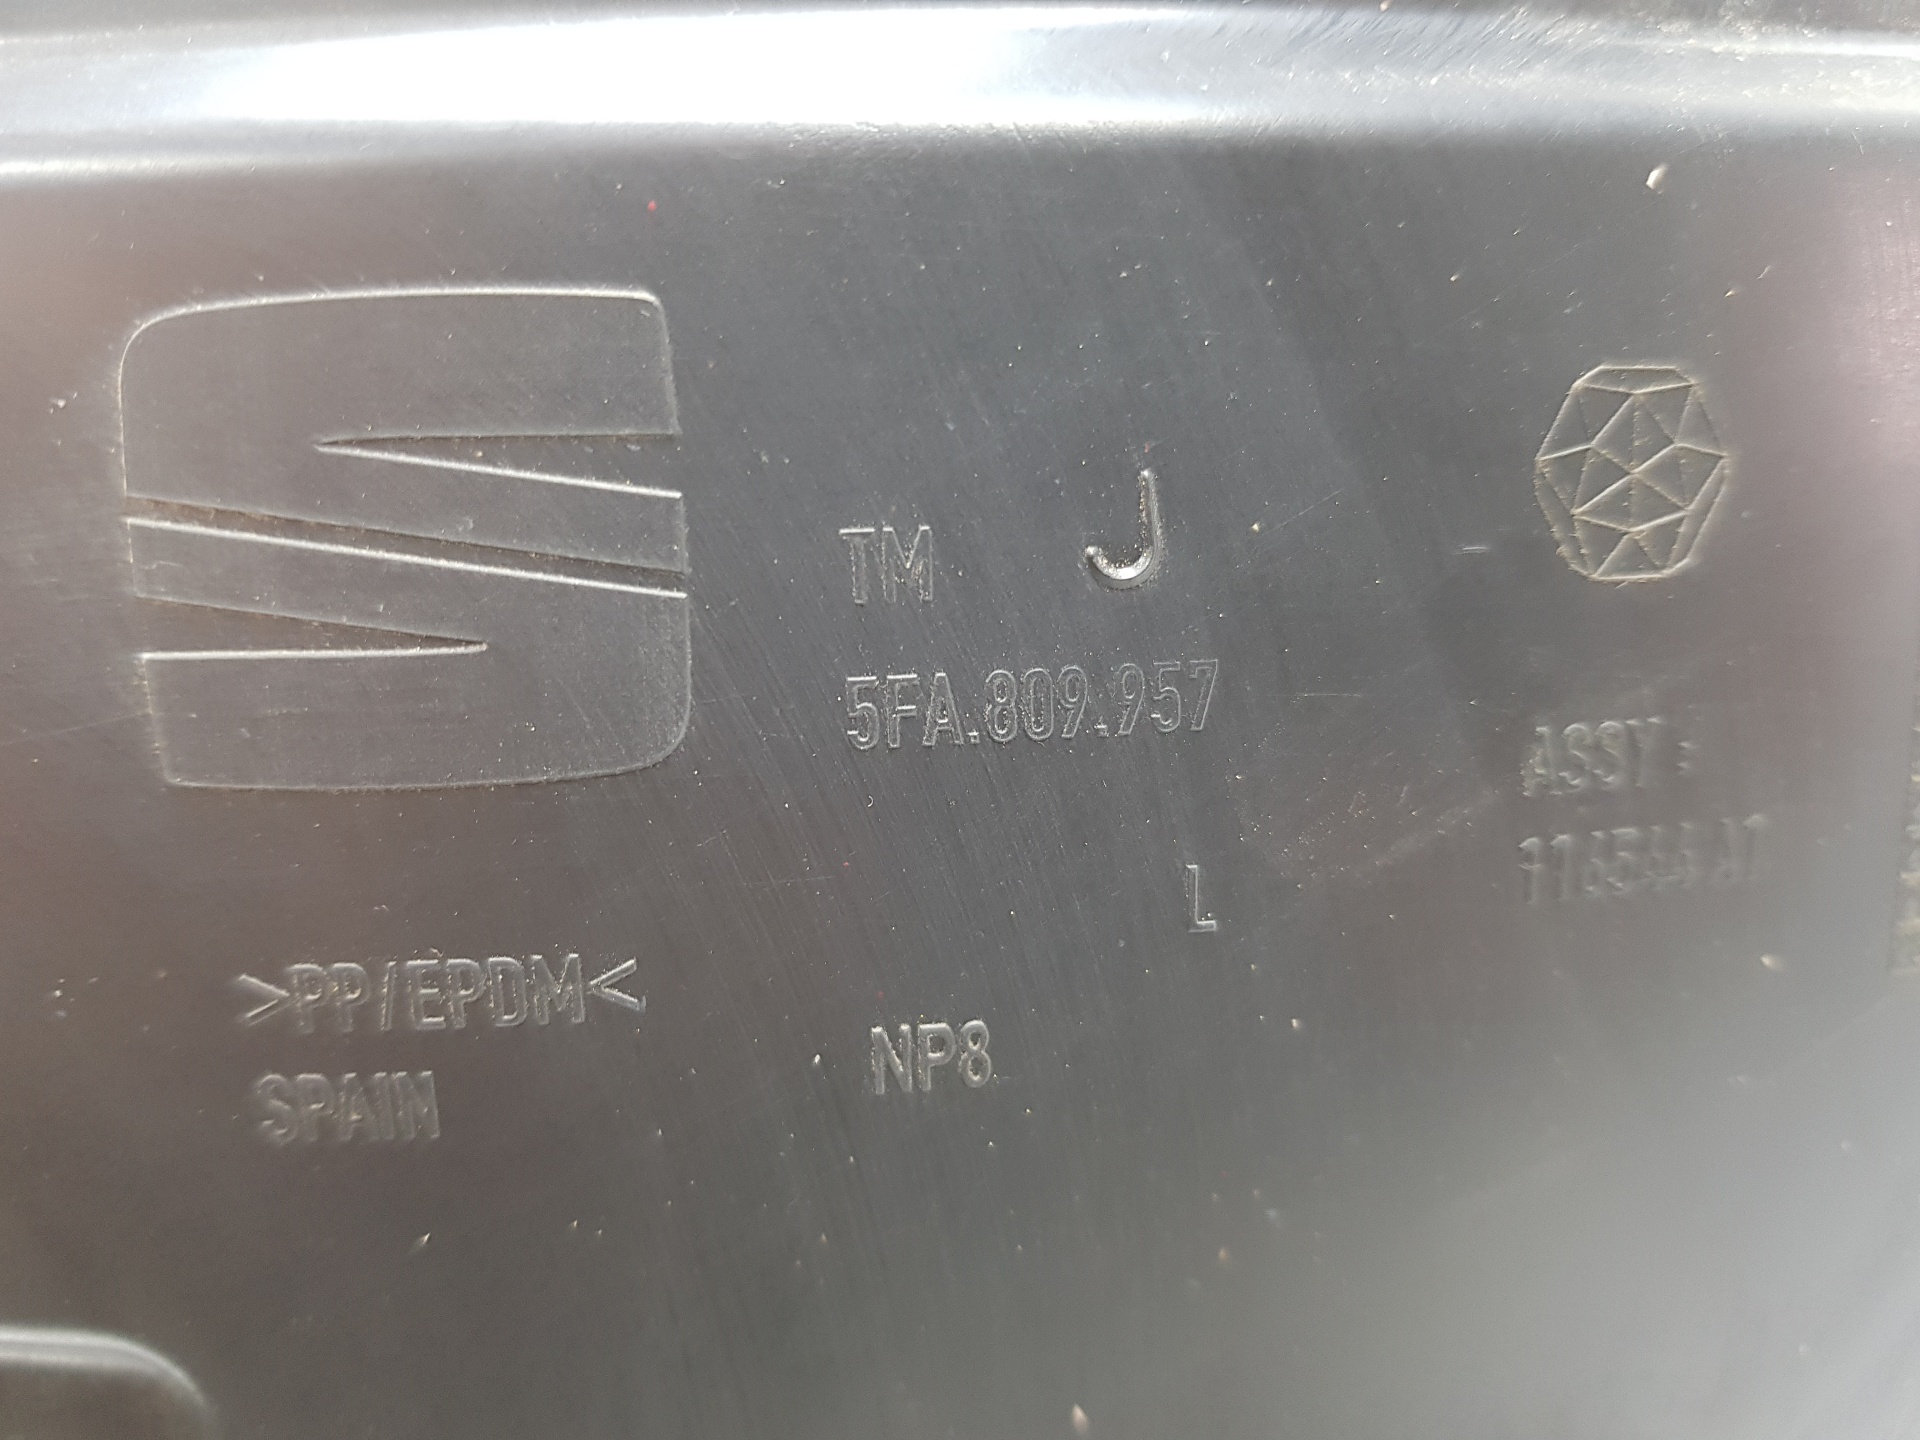 TM J
5FA.809.957
ASSY :
L
>PP/EPDM<
NP8
SPAIN